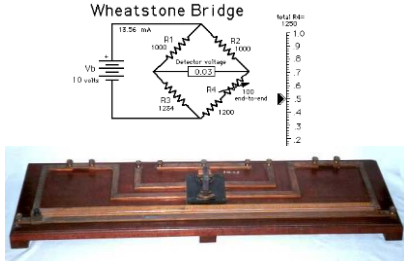 Wheatstone Bridge
total R4=
1250
13.56 mA
R1
1000
R2
1000
1.0
.9
.8
.7
.6
.5
.4
.3
.2
.1
+
Vb
10 volts
Detector voltage
0.03
R3
1284
R4
100
end-to-end
1200